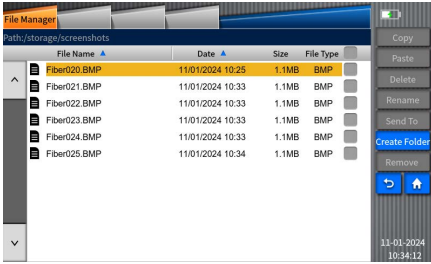 File Manager
Path:/storage/screenshots
File Name Date Size File Type
Fiber020.BMP 11/01/2024 10:25 1.1MB BMP
Fiber021.BMP 11/01/2024 10:33 1.1MB BMP
Fiber022.BMP 11/01/2024 10:33 1.1MB BMP
Fiber023.BMP 11/01/2024 10:33 1.1MB BMP
Fiber024.BMP 11/01/2024 10:33 1.1MB BMP
Fiber025.BMP 11/01/2024 10:34 1.1MB BMP
Copy
Paste
Delete
Rename
Send To
Create Folder
Remove
11-01-2024
10:34:12